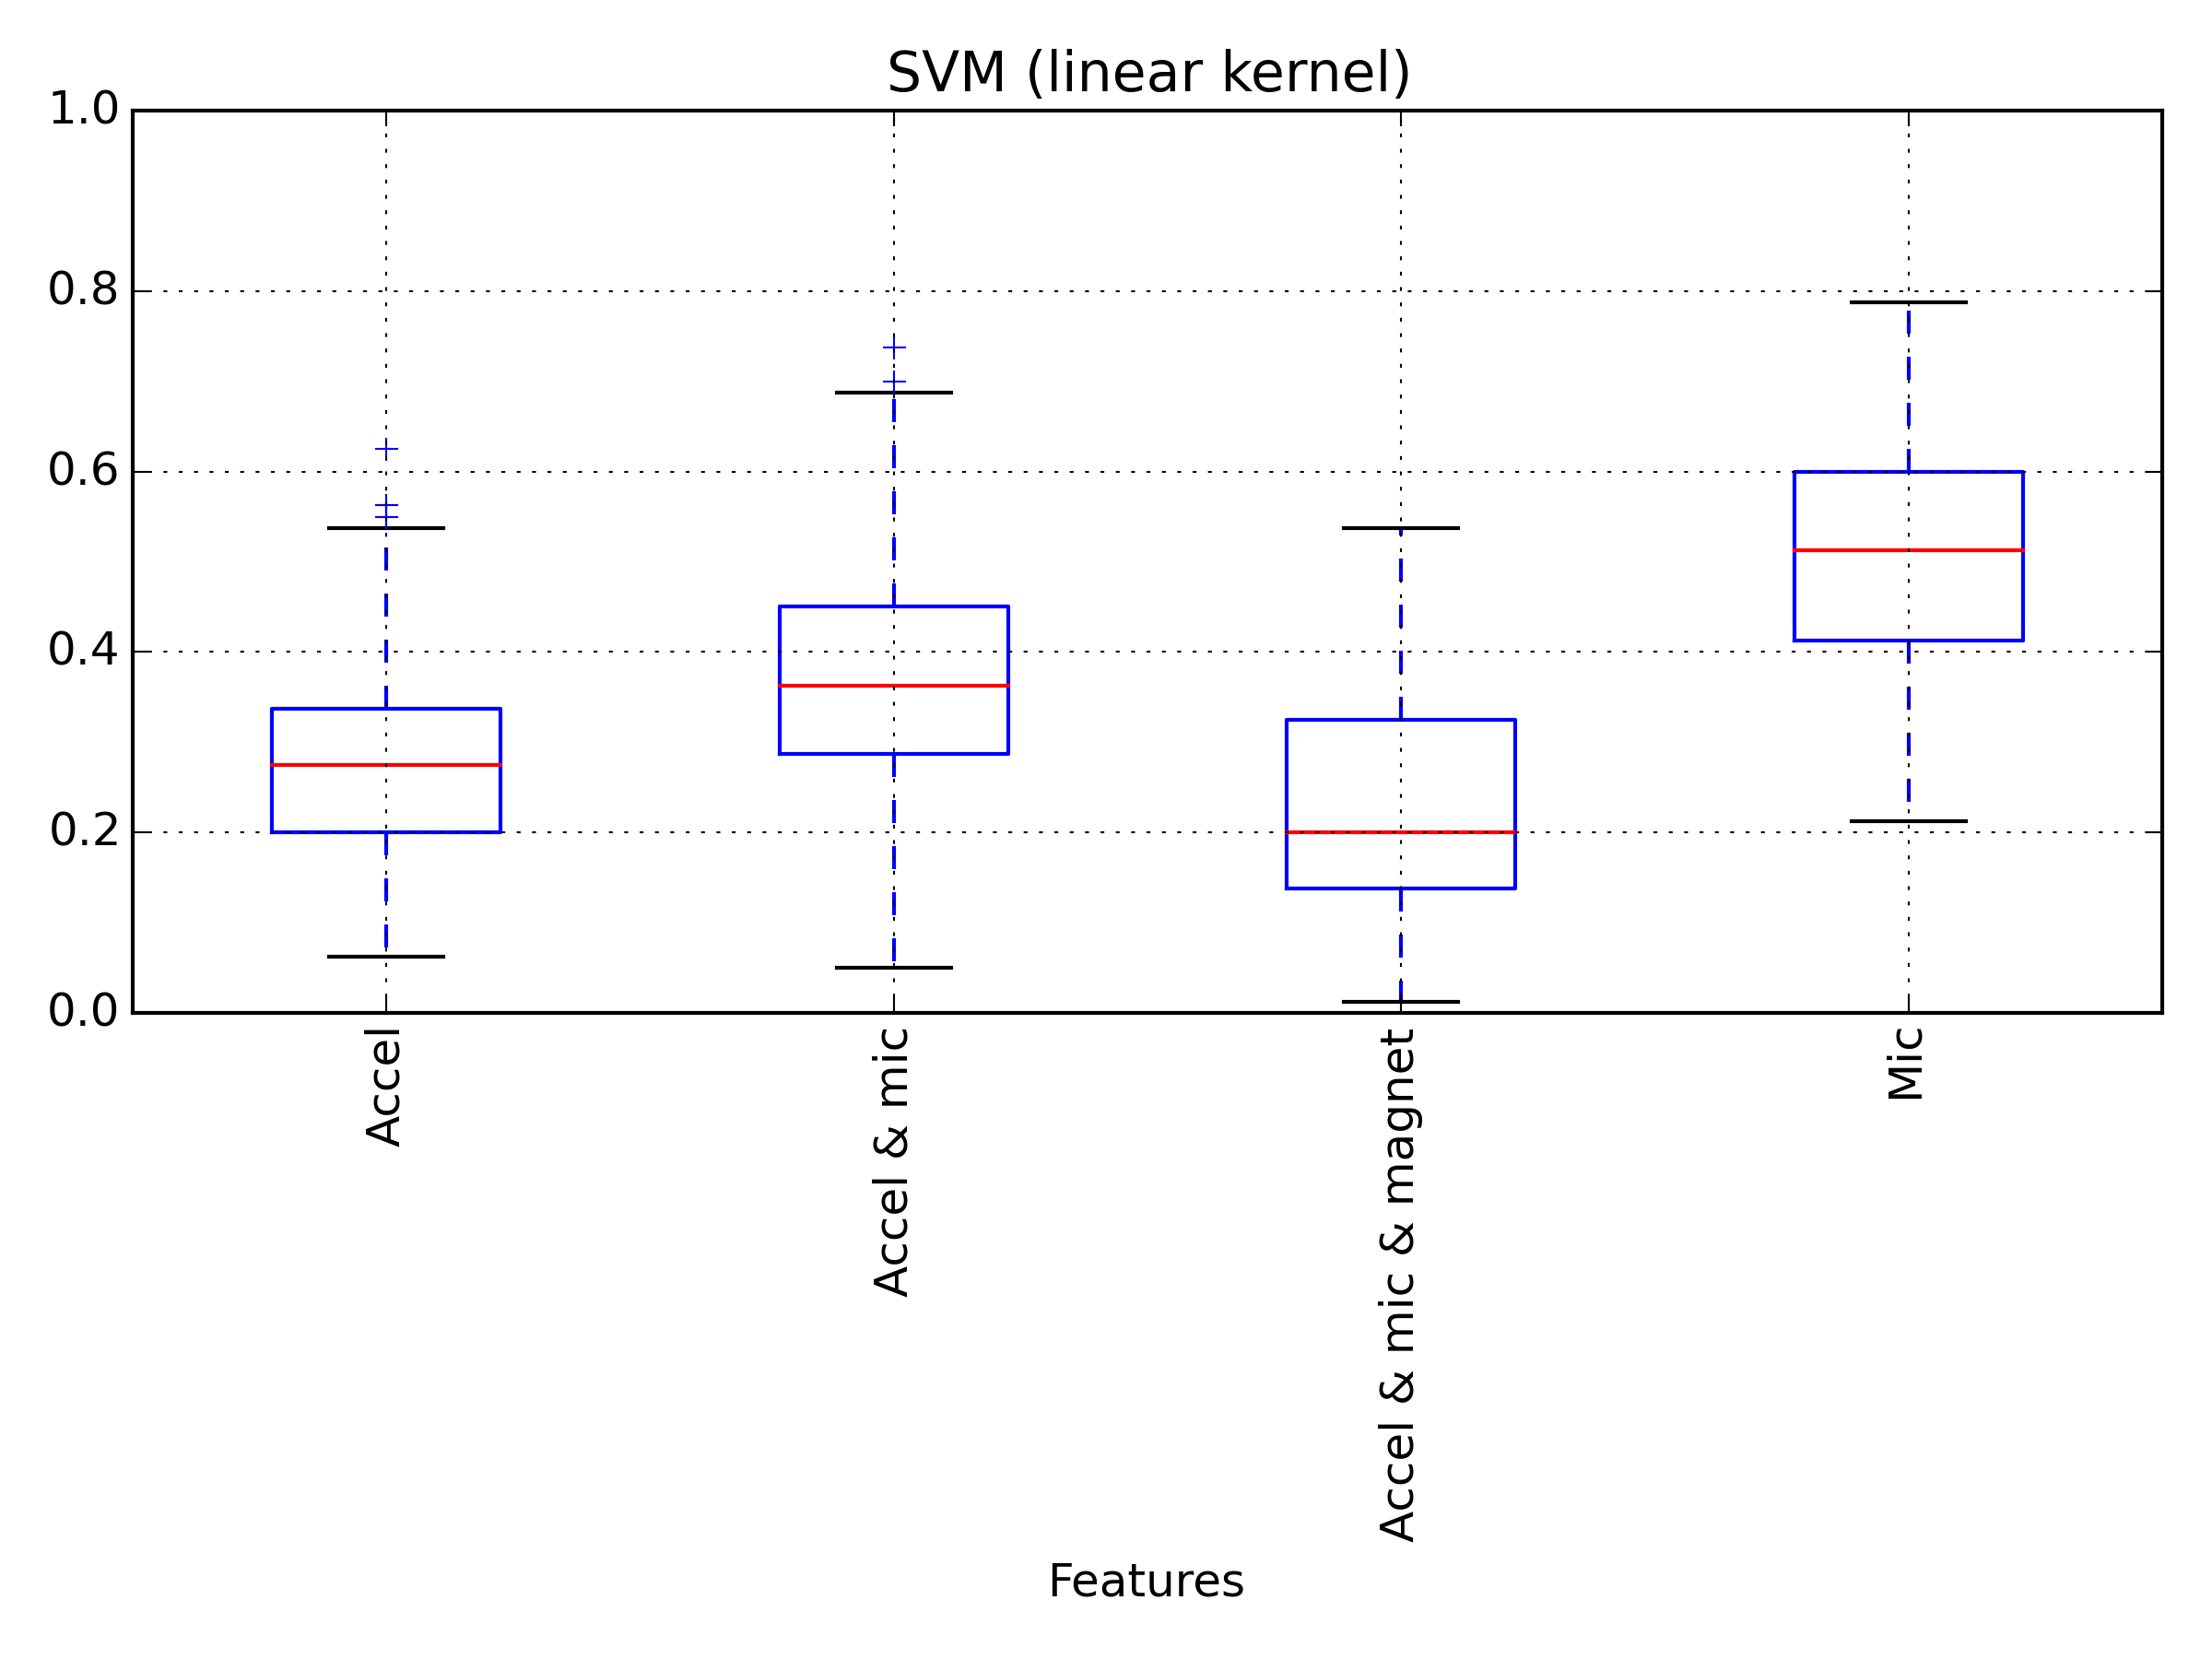 SVM (linear kernel)
1.0
0.8
0.6
0.4
0.2
0.0
Accel
Accel & mic
Accel & mic & magnet
Mic
Features